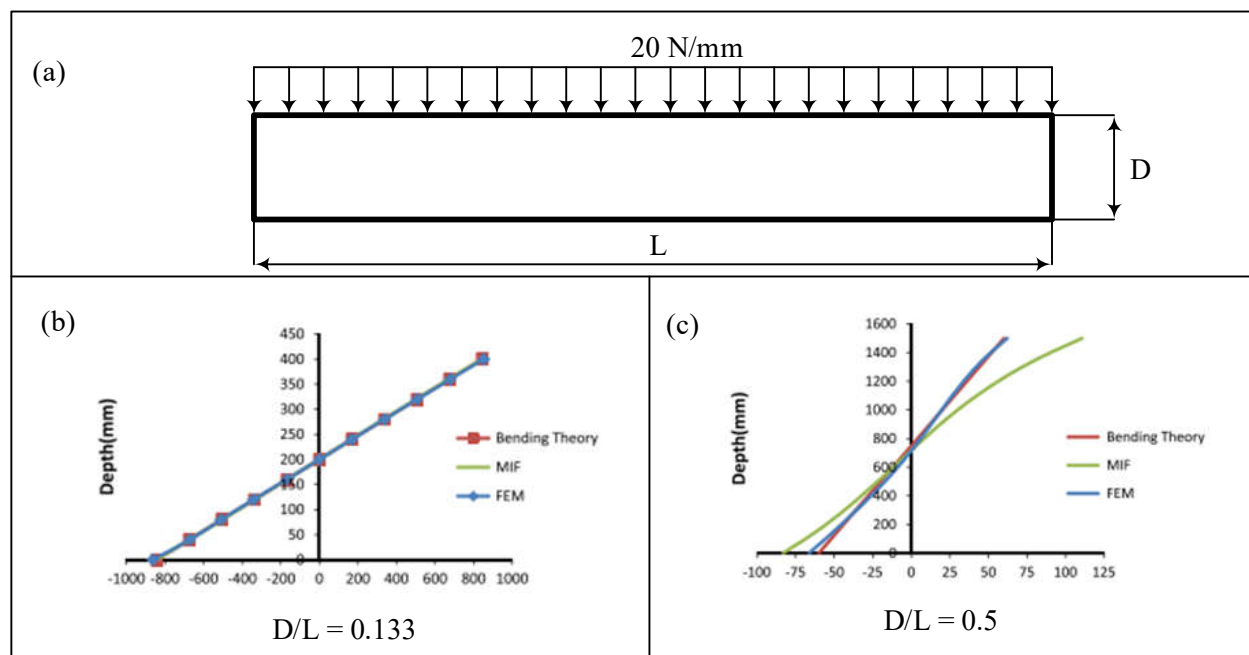 (a)
20 N/mm
D
L
(b)
Depth(mm)
450
400
350
300
250
200
150
100
50
0
-1000 -800 -600 -400 -200 0 200 400 600 800 1000
Bending Theory
MIF
FEM
D/L = 0.133
(c)
Depth(mm)
1600
1400
1200
1000
800
600
400
200
0
-100 -75 -50 -25 0 25 50 75 100 125
Bending Theory
MIF
FEM
D/L = 0.5